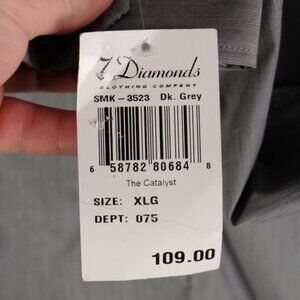 7 Diamonds
CLOTHING COMPANY
SMK-3523 Dk. Grey
6 58782 80684 8
The Catalyst
SIZE: XLG
DEPT: 075
109.00